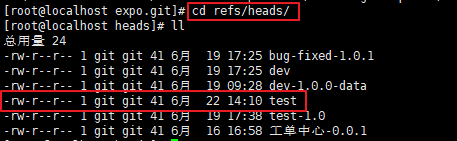 [root@localhost expo.git]# cd refs/heads/
[root@localhost heads]# ll
总用量 24
-rw-r--r-- 1 git git 41 6月  19 17:25 bug-fixed-1.0.1
-rw-r--r-- 1 git git 41 6月  19 17:25 dev
-rw-r--r-- 1 git git 41 6月  19 09:28 dev-1.0.0-data
-rw-r--r-- 1 git git 41 6月  22 14:10 test
-rw-r--r-- 1 git git 41 6月  19 17:38 test-1.0
-rw-r--r-- 1 git git 41 6月  16 16:58 工单中心-0.0.1